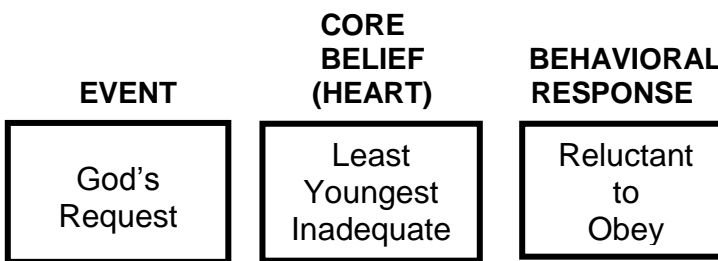 EVENT
God's
Request
CORE
BELIEF
(HEART)
Least
Youngest
Inadequate
BEHAVIORAL
RESPONSE
Reluctant
to
Obey